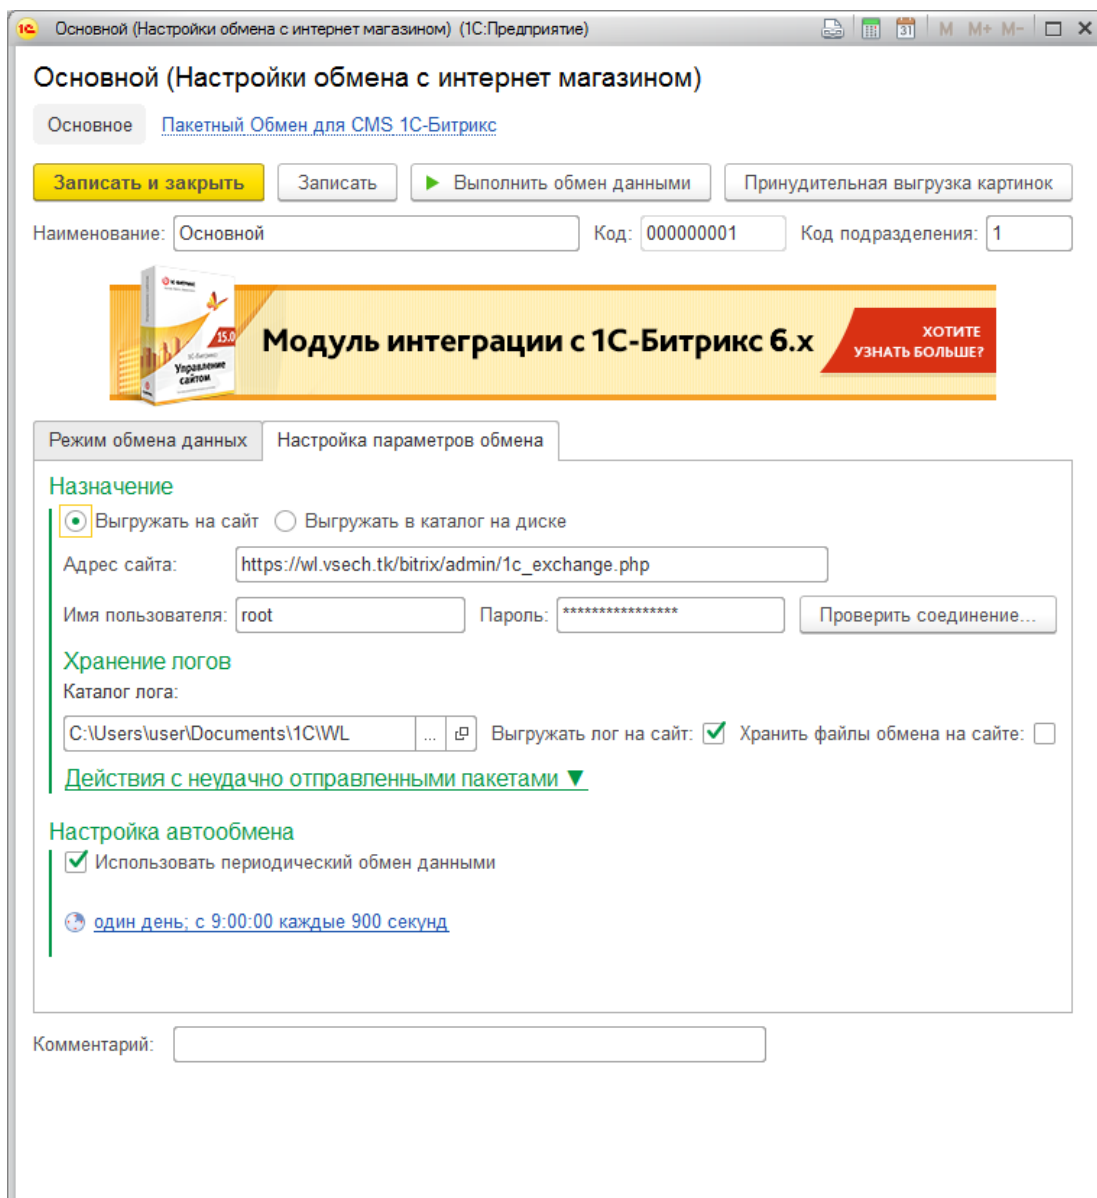 Основной (Настройки обмена с интернет магазином) (1С:Предприятие)
31 M M+ M-
Основной (Настройки обмена с интернет магазином)
Основное Пакетный Обмен для CMS 1С-Битрикс
Записать и закрыть Записать Выполнить обмен данными Принудительная выгрузка картинок
Наименование: Основной Код: 000000001 Код подразделения: 1
15.0
1С-Битрикс
Управление
сайтом
Модуль интеграции с 1С-Битрикс 6.x
ХОТИТЕ
УЗНАТЬ БОЛЬШЕ?
Режим обмена данных Настройка параметров обмена
Назначение
Выгружать на сайт Выгружать в каталог на диске
Адрес сайта: https://wl.vsech.tk/bitrix/admin/1c_exchange.php
Имя пользователя: root Пароль: **************** Проверить соединение...
Хранение логов
Каталог лога:
C:\Users\user\Documents\1C\WL ... Выгружать лог на сайт: Хранить файлы обмена на сайте:
Действия с неудачно отправленными пакетами ▼
Настройка автообмена
Использовать периодический обмен данными
один день; с 9:00:00 каждые 900 секунд
Комментарий: